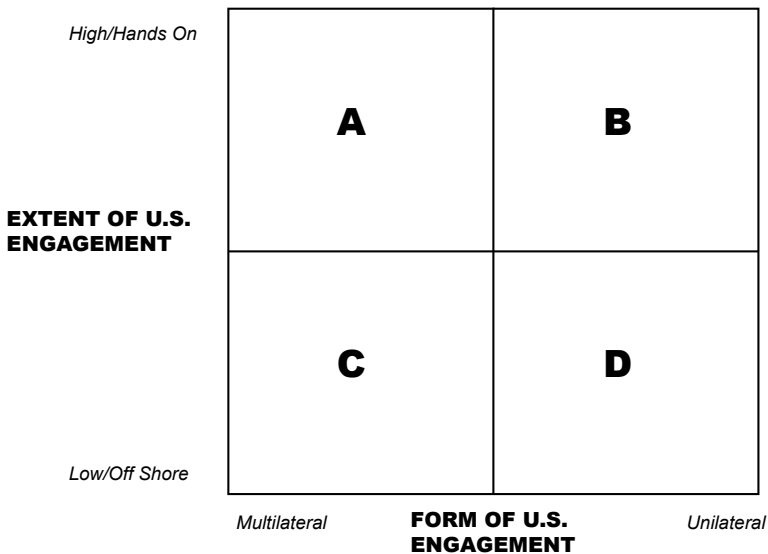 High/Hands On
A
B
EXTENT OF U.S.
ENGAGEMENT
C
D
Low/Off Shore
Multilateral
FORM OF U.S.
ENGAGEMENT
Unilateral